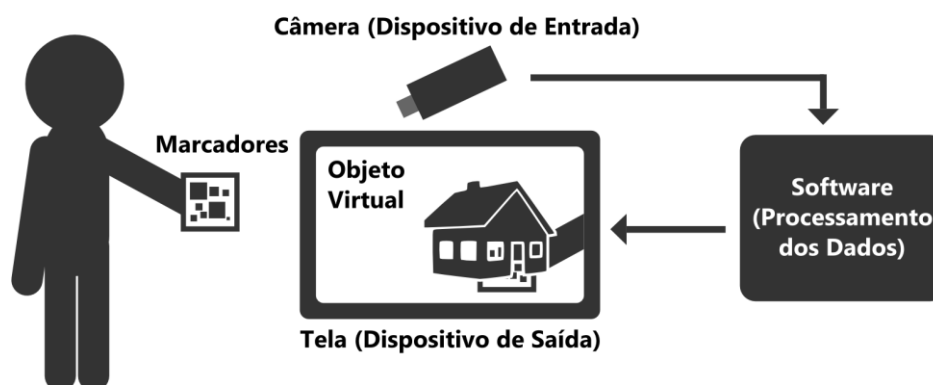 Câmera (Dispositivo de Entrada)
Marcadores
Objeto
Virtual
Software
(Processamento
dos Dados)
Tela (Dispositivo de Saída)